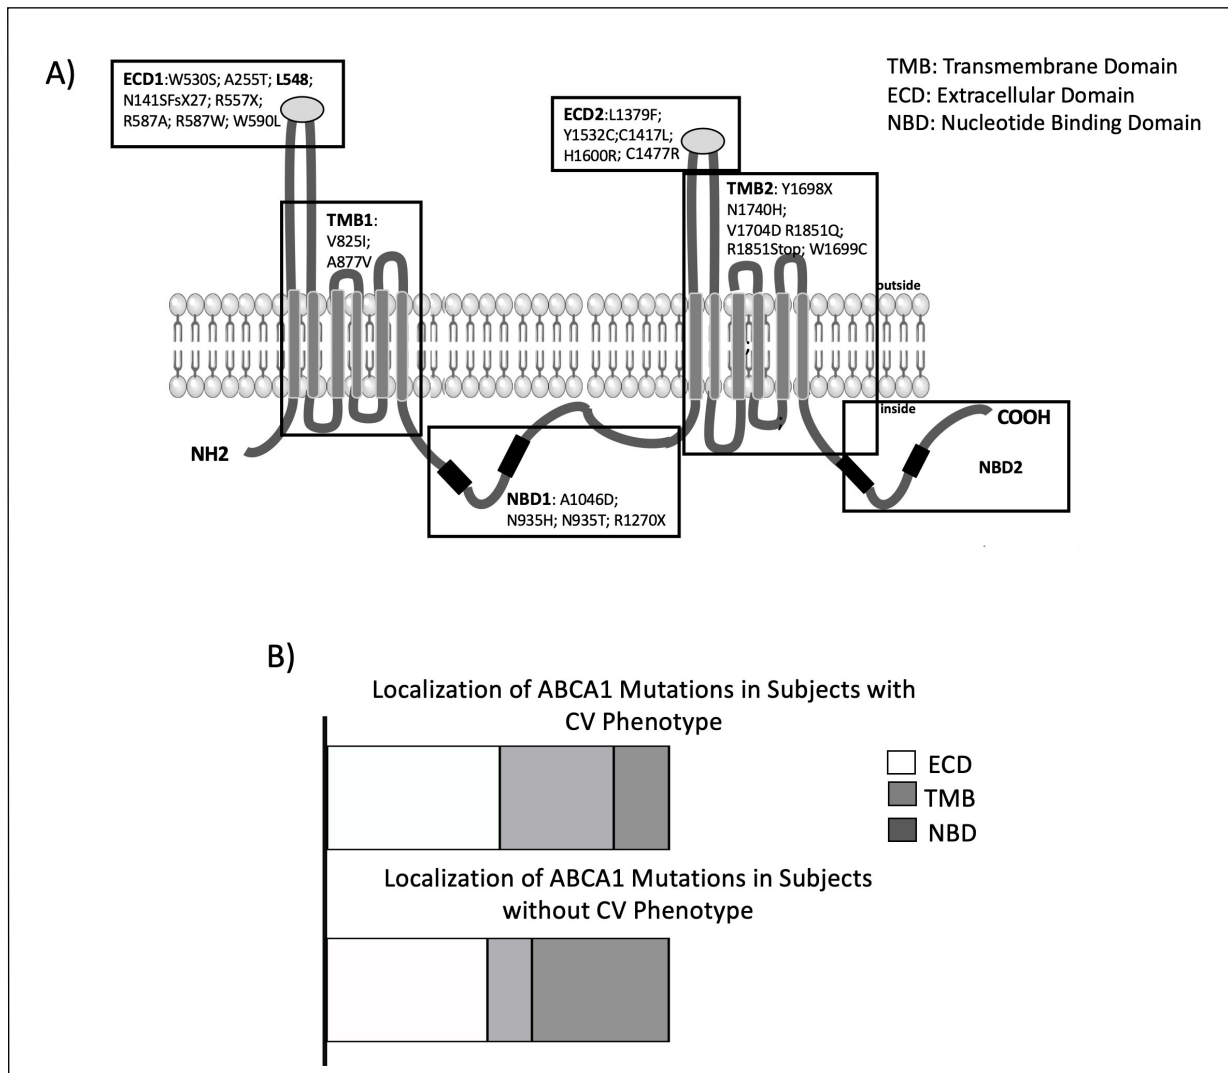 A)
ECD1:W530S; A255T; L548;
N141SFsX27; R557X;
R587A; R587W; W590L
TMB: Transmembrane Domain
ECD: Extracellular Domain
NBD: Nucleotide Binding Domain
ECD2:L1379F;
Y1532C;C1417L;
H1600R; C1477R
TMB1:
V825I;
A877V
TMB2: Y1698X
N1740H;
V1704D R1851Q;
R1851Stop; W1699C
outside
;
;
inside
NH2
COOH
NBD2
NBD1: A1046D;
N935H; N935T; R1270X
B)
Localization of ABCA1 Mutations in Subjects with
CV Phenotype
ECD
TMB
NBD
Localization of ABCA1 Mutations in Subjects
without CV Phenotype